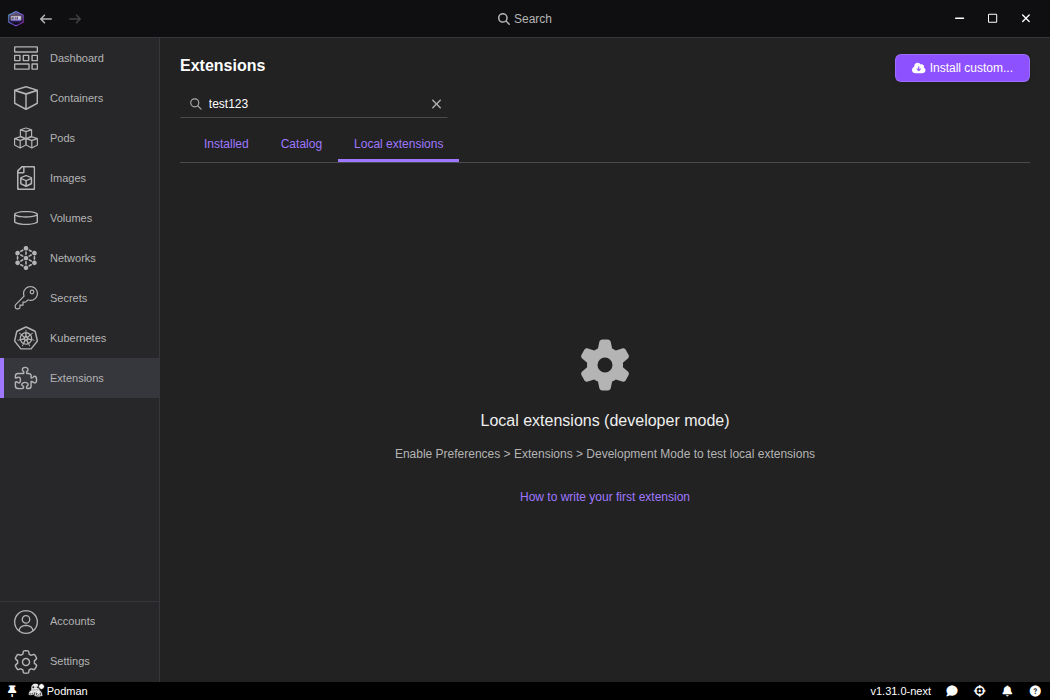 Search
Dashboard
Containers
Pods
Images
Volumes
Networks
Secrets
Kubernetes
Extensions
Accounts
Settings
Extensions
Install custom...
test123
Installed Catalog Local extensions
Local extensions (developer mode)
Enable Preferences > Extensions > Development Mode to test local extensions
How to write your first extension
Podman
v1.31.0-next